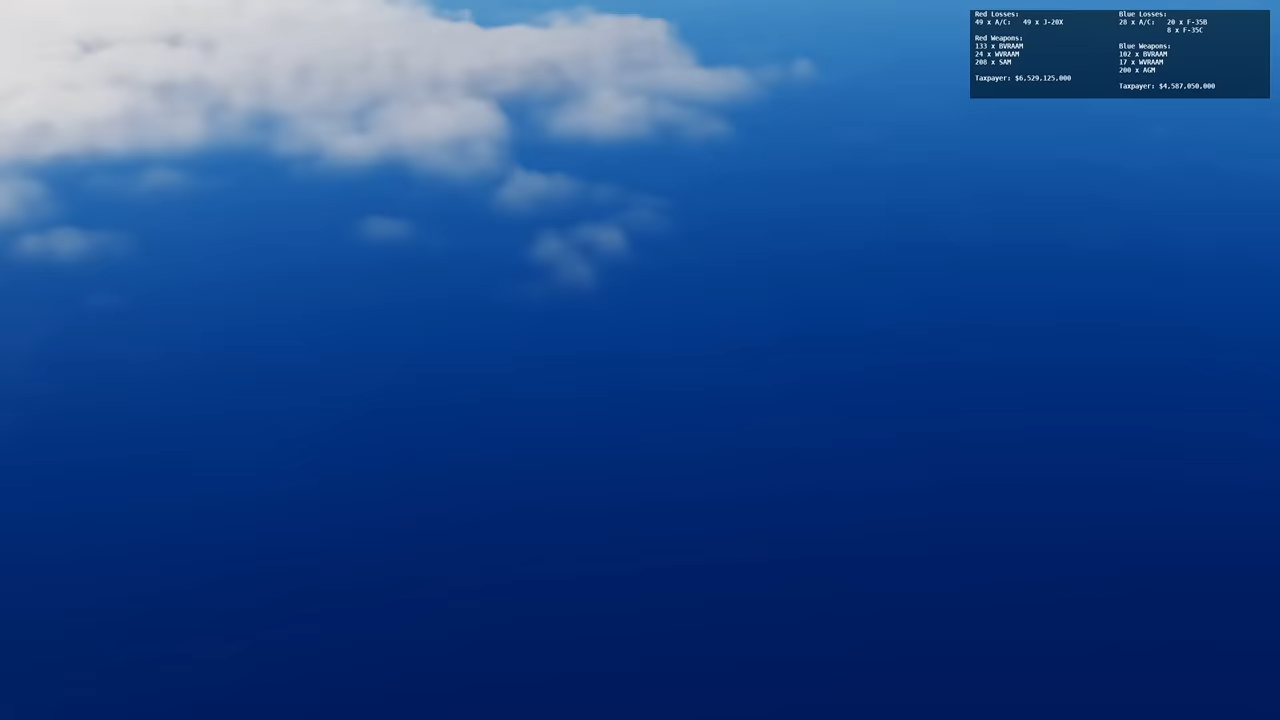 Red Losses:
49 x A/C:   49 x J-20X
Red Weapons:
133 x BVRAAM
24 x WVRAAM
208 x SAM
Taxpayer: $6,529,125,000
Blue Losses:
28 x A/C:   20 x F-35B
8 x F-35C
Blue Weapons:
102 x BVRAAM
17 x WVRAAM
200 x AGM
Taxpayer: $4,587,050,000